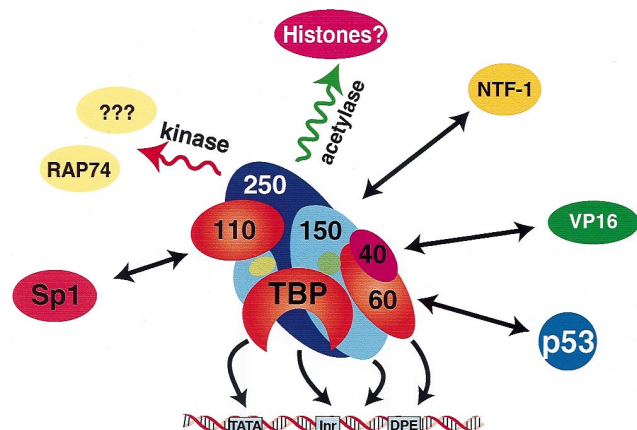 Histones?
NTF-1
???
kinase
acetylase
RAP74
250
110
150
VP16
40
Sp1
TBP
60
p53
TATA
Inr
DPE